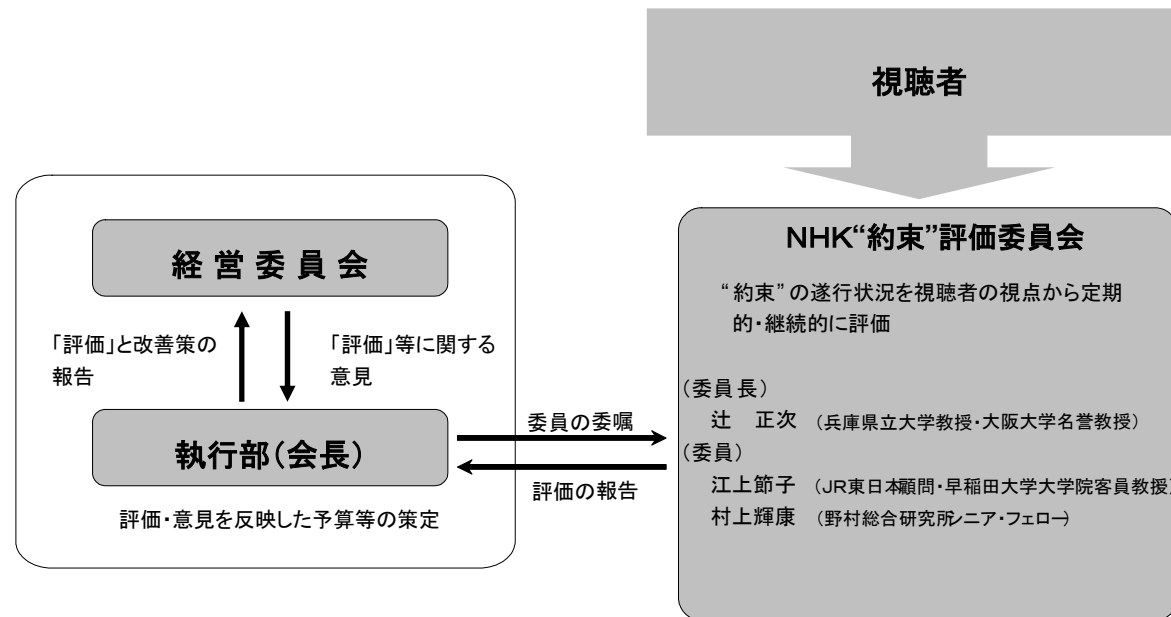 視聴者
経営委員会
「評価」と改善策の
報告
「評価」等に関する
意見
執行部(会長)
評価・意見を反映した予算等の策定
委員の委嘱
評価の報告
NHK“約束”評価委員会
“約束”の遂行状況を視聴者の視点から定期
的・継続的に評価
(委員長)
辻 正次 (兵庫県立大学教授・大阪大学名誉教授)
(委員)
江上節子 (JR東日本顧問・早稲田大学大学院客員教授)
村上輝康 (野村総合研究所シニア・フェロー)